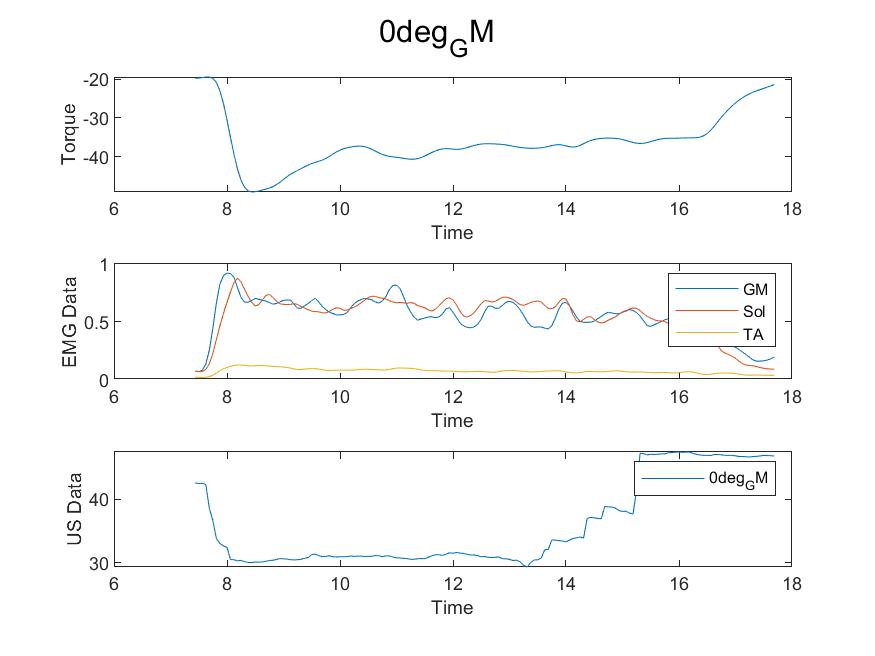 0deg_GM
-20
-30
-40
Torque
6 8 10 12 14 16 18
Time
1
0.5
0
EMG Data
GM
Sol
TA
6 8 10 12 14 16 18
Time
40
30
US Data
0deg_GM
6 8 10 12 14 16 18
Time